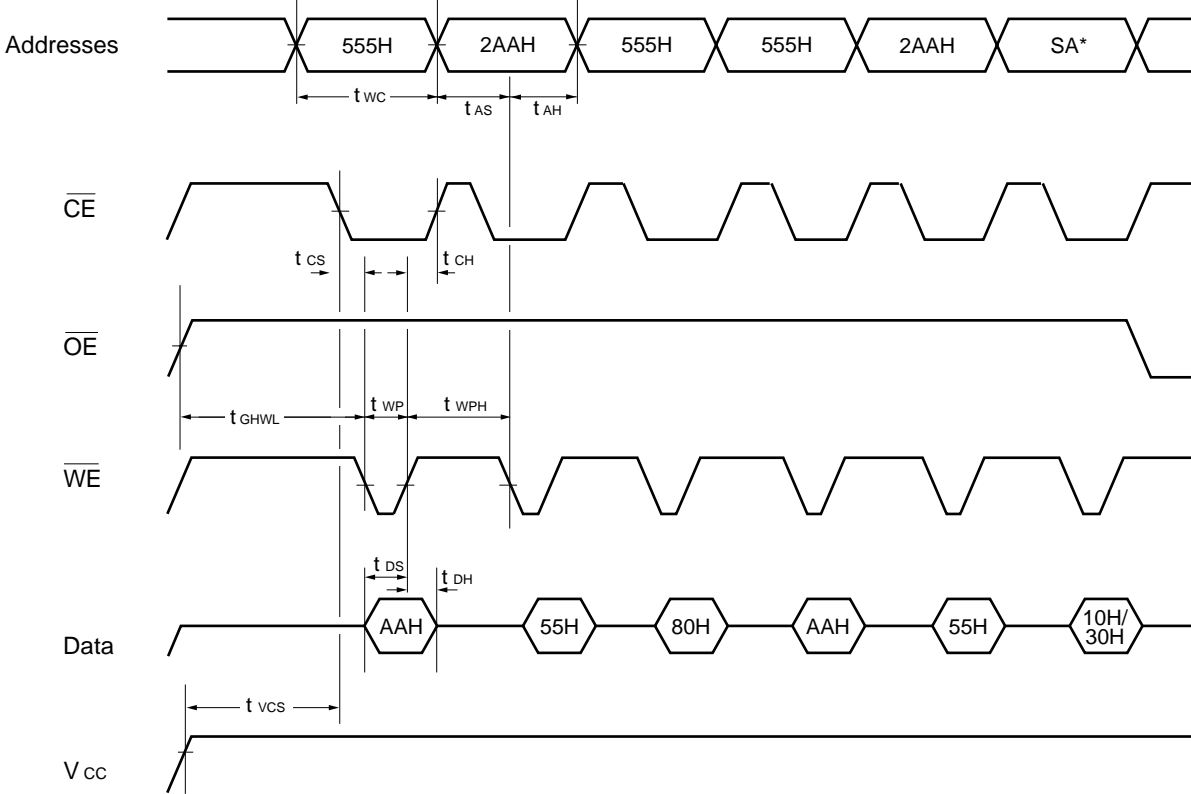 Addresses 555H 2AAH 555H 555H 2AAH SA*
t WC t AS t AH
CE
t CS t CH
OE
t GHWL t WP t WPH
WE
t DS t DH
Data AAH 55H 80H AAH 55H 10H/
30H
t VCS
V CC